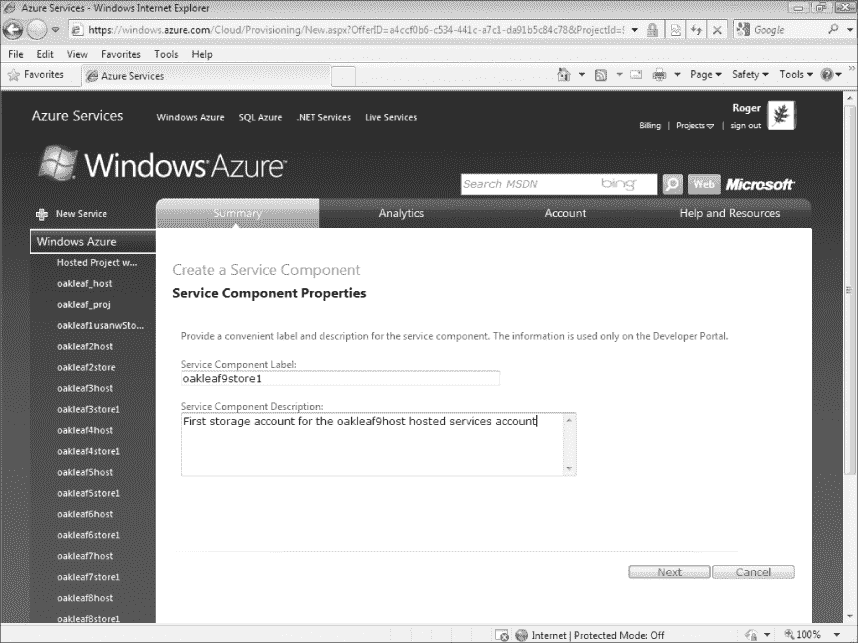 Azure Services - Windows Internet Explorer
https://windows.azure.com/Cloud/Provisioning/New.aspx?OfferID=a4ccf0b6-c534-441c-a7c1-da91b5c84c78&ProjectId=
Google
File Edit View Favorites Tools Help
Favorites
Azure Services
Page Safety Tools
Azure Services
Windows Azure SQL Azure .NET Services Live Services
Roger
Billing | Projects | sign out
Windows Azure
Search MSDN bing Web Microsoft
New Service
Summary Analytics Account Help and Resources
Windows Azure
Hosted Project w...
oakleaf_host
oakleaf_proj
oakleaf1usanwSto...
oakleaf2host
oakleaf2store
oakleaf3host
oakleaf3store1
oakleaf4host
oakleaf4store1
oakleaf5host
oakleaf5store1
oakleaf6host
oakleaf6store1
oakleaf7host
oakleaf7store1
oakleaf8host
oakleaf8store1
Create a Service Component
Service Component Properties
Provide a convenient label and description for the service component. The information is used only on the Developer Portal.
Service Component Label:
oakleaf9store1
Service Component Description:
First storage account for the oakleaf9host hosted services account
Next Cancel
Internet | Protected Mode: Off
100%